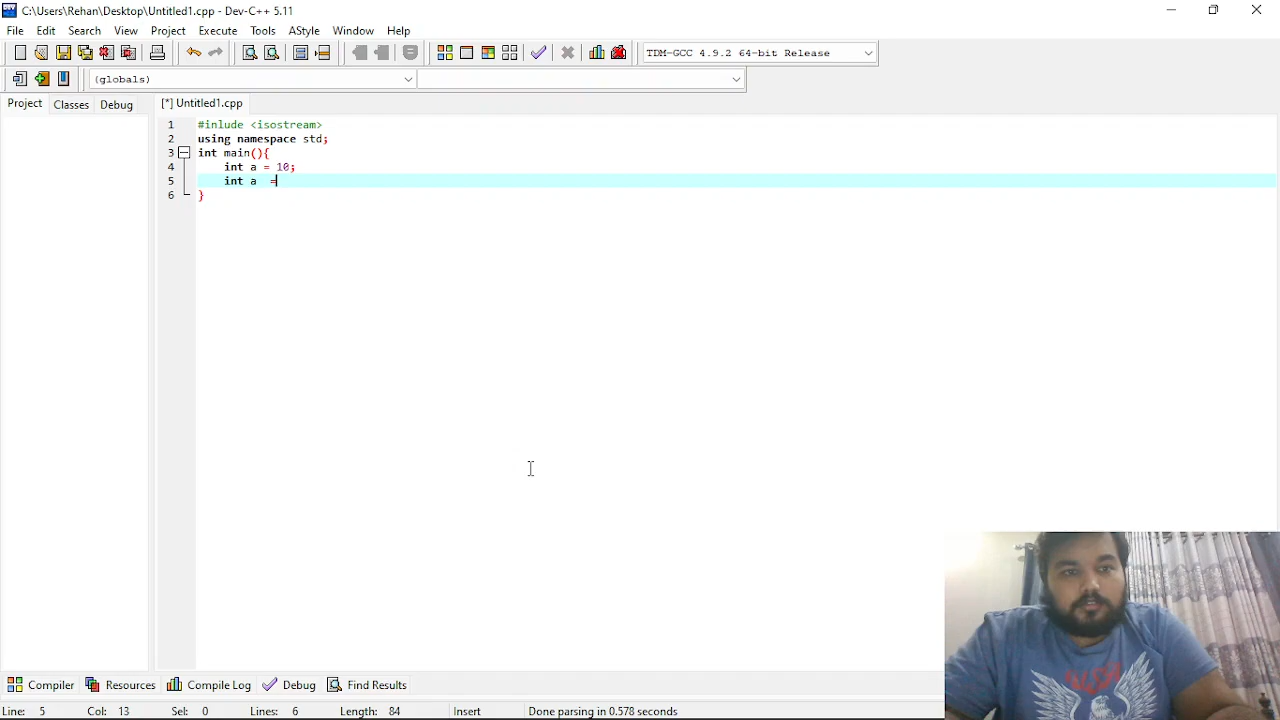 C:\Users\Rehan\Desktop\Untitled1.cpp - Dev-C++ 5.11
File Edit Search View Project Execute Tools AStyle Window Help
TDM-GCC 4.9.2 64-bit Release
(globals)
Project Classes Debug [*] Untitled1.cpp
1 #inlude <isostream>
2 using namespace std;
3 int main(){
4 int a = 10;
5 int a =
6 }
Compiler Resources Compile Log Debug Find Results
Line: 5 Col: 13 Sel: 0 Lines: 6 Length: 84 Insert Done parsing in 0.578 seconds